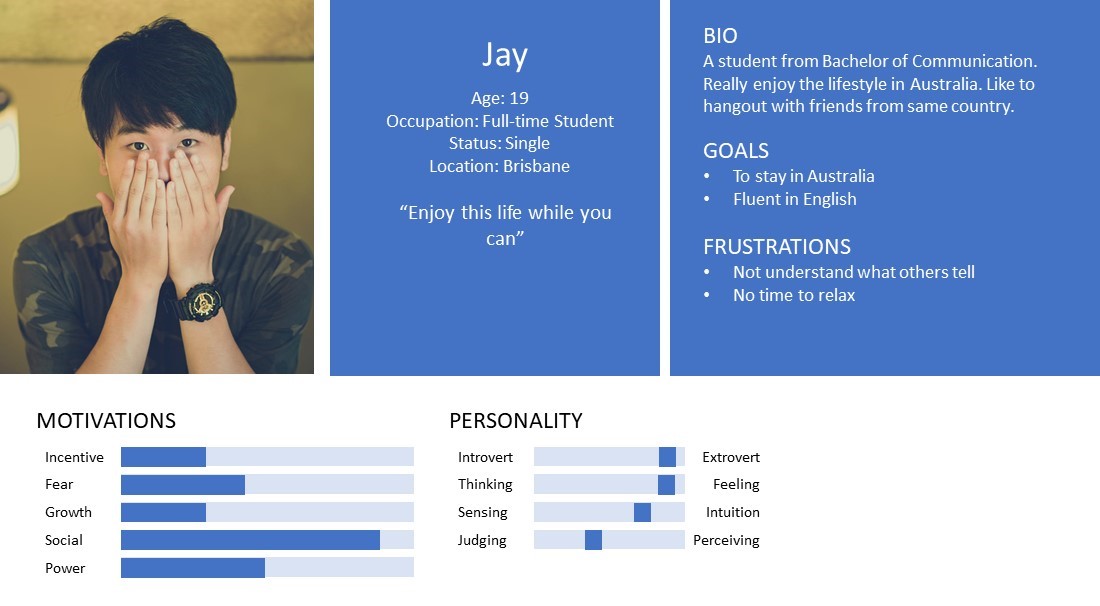 Jay
Age: 19
Occupation: Full-time Student
Status: Single
Location: Brisbane
“Enjoy this life while you
can”
BIO
A student from Bachelor of Communication.
Really enjoy the lifestyle in Australia. Like to
hangout with friends from same country.
GOALS
• To stay in Australia
• Fluent in English
FRUSTRATIONS
• Not understand what others tell
• No time to relax
MOTIVATIONS
Incentive
Fear
Growth
Social
Power
PERSONALITY
Introvert Extrovert
Thinking Feeling
Sensing Intuition
Judging Perceiving